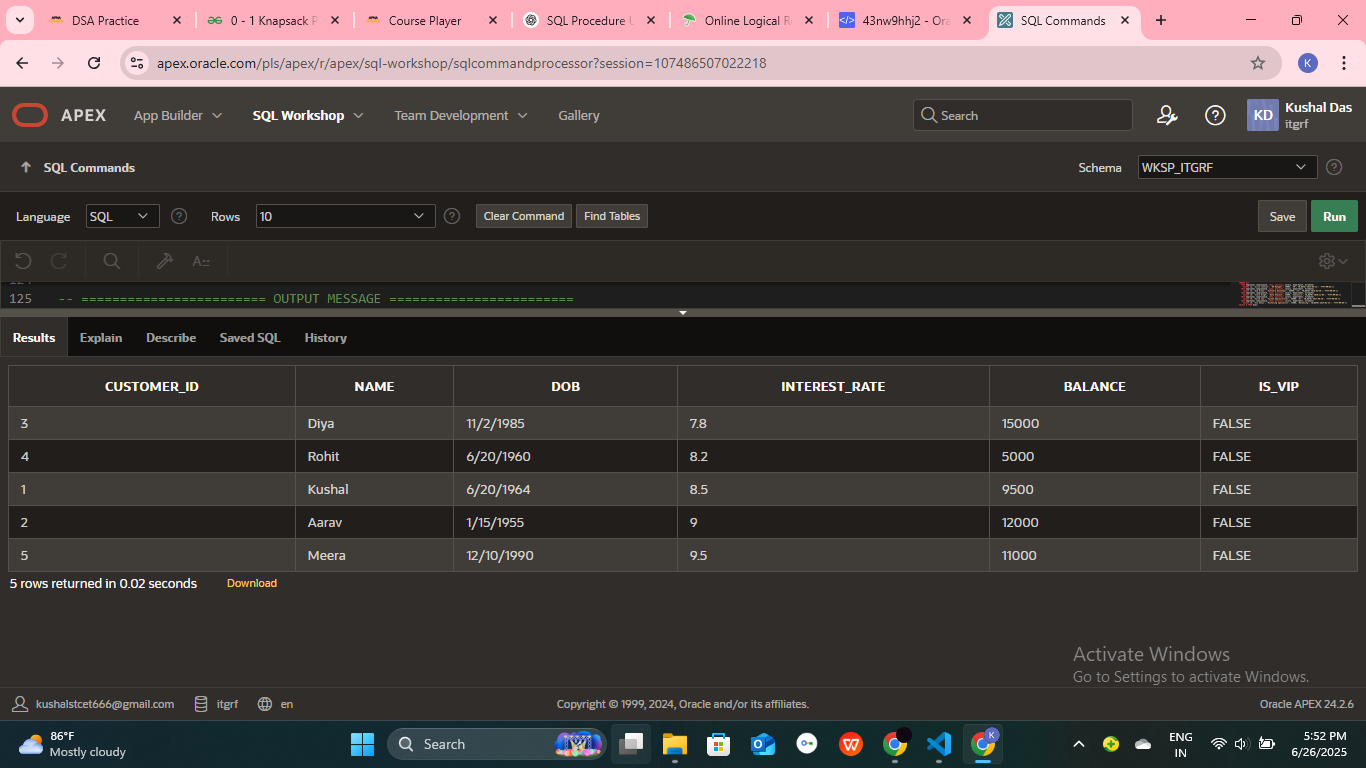 DSA Practice
0 - 1 Knapsack P
Course Player
SQL Procedure U
Online Logical R
43nw9hhj2 - Ora
SQL Commands
apex.oracle.com/pls/apex/r/apex/sql-workshop/sqlcommandprocessor?session=107486507022218
K
APEX App Builder SQL Workshop Team Development Gallery
Search
KD
Kushal Das
itgrf
SQL Commands
Schema WKSP_ITGRF
Language SQL Rows 10 Clear Command Find Tables Save Run
125 -- ======================== OUTPUT MESSAGE ========================
Results Explain Describe Saved SQL History
CUSTOMER_ID NAME DOB INTEREST_RATE BALANCE IS_VIP
3 Diya 11/2/1985 7.8 15000 FALSE
4 Rohit 6/20/1960 8.2 5000 FALSE
1 Kushal 6/20/1964 8.5 9500 FALSE
2 Aarav 1/15/1955 9 12000 FALSE
5 Meera 12/10/1990 9.5 11000 FALSE
5 rows returned in 0.02 seconds Download
Activate Windows
Go to Settings to activate Windows.
kushalstcet666@gmail.com itgrf en
Copyright © 1999, 2024, Oracle and/or its affiliates.
Oracle APEX 24.2.6
86°F
Mostly cloudy
Search
ENG
IN
5:52 PM
6/26/2025